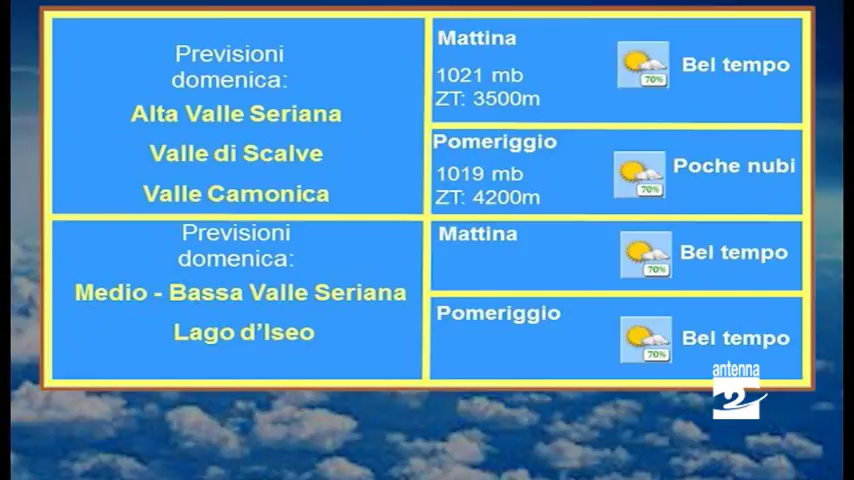 Previsioni
domenica:
Alta Valle Seriana
Valle di Scalve
Valle Camonica
Mattina
1021 mb
ZT: 3500m
70%
Bel tempo
Pomeriggio
1019 mb
ZT: 4200m
70%
Poche nubi
Previsioni
domenica:
Medio - Bassa Valle Seriana
Lago d'Iseo
Mattina
70%
Bel tempo
Pomeriggio
70%
Bel tempo
antenna
2